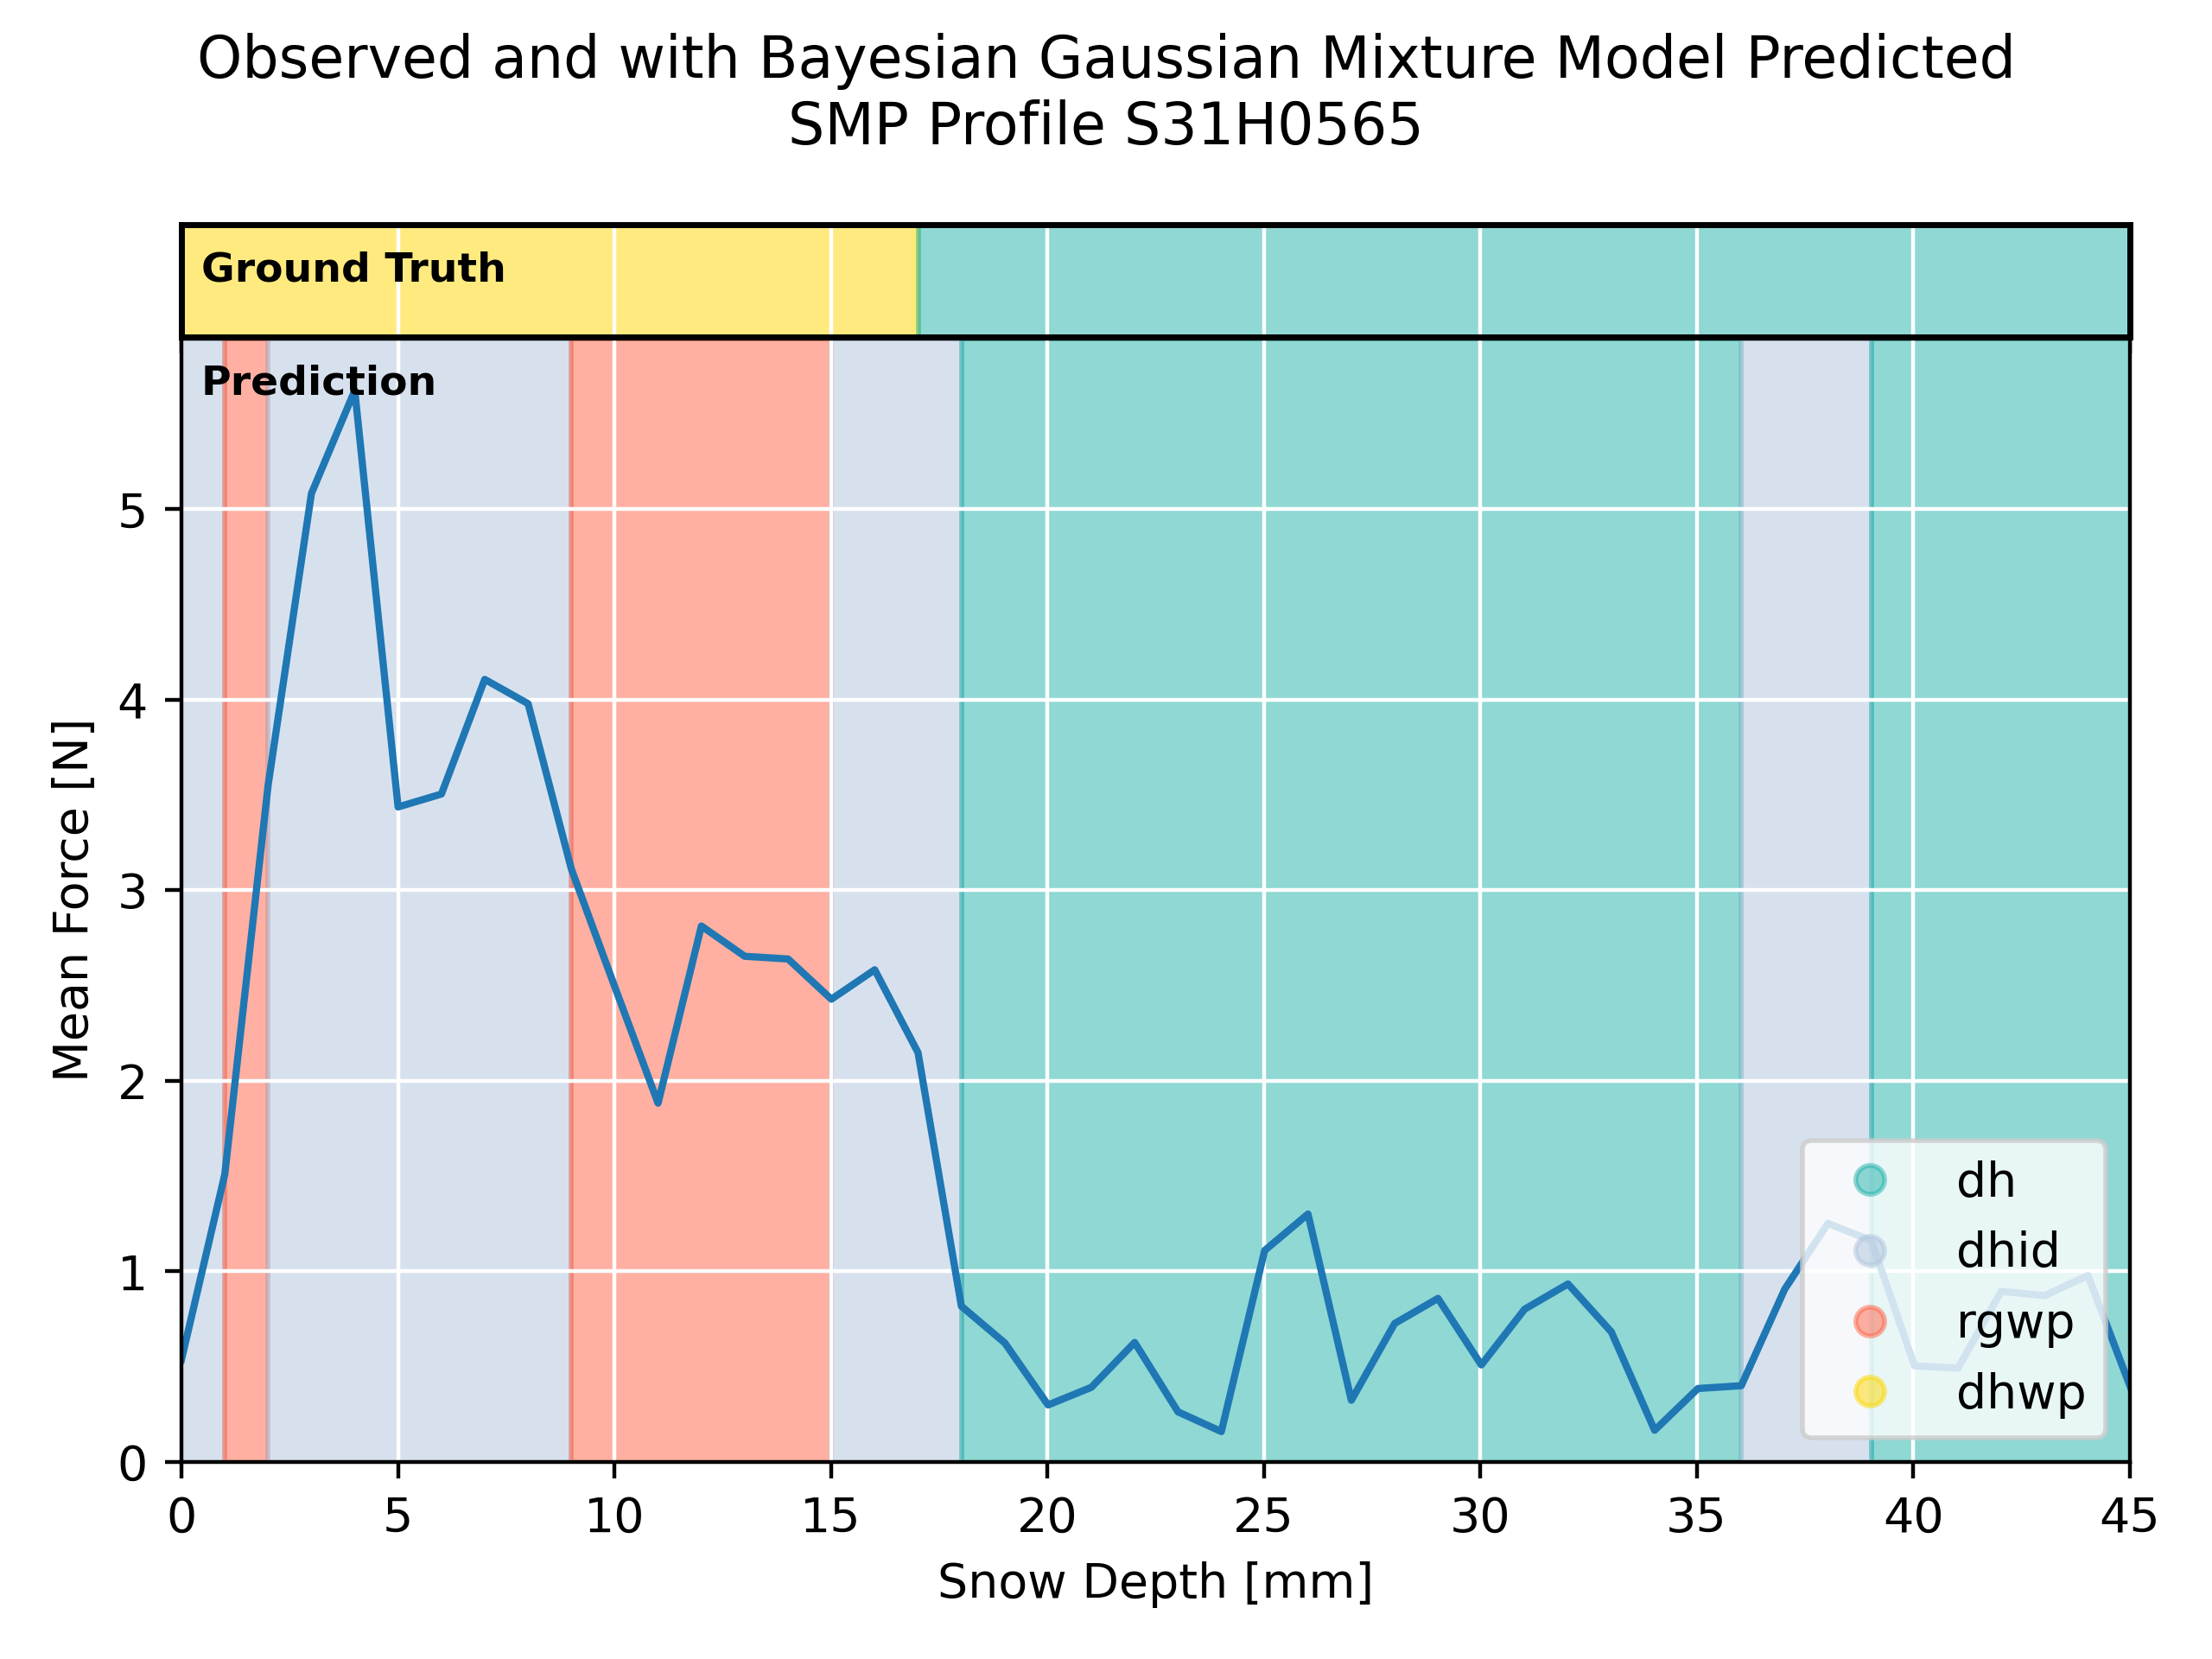 Observed and with Bayesian Gaussian Mixture Model Predicted
SMP Profile S31H0565
Ground Truth
Prediction
5
4
3
2
1
0
Mean Force [N]
dh
dhid
rgwp
dhwp
0 5 10 15 20 25 30 35 40 45
Snow Depth [mm]